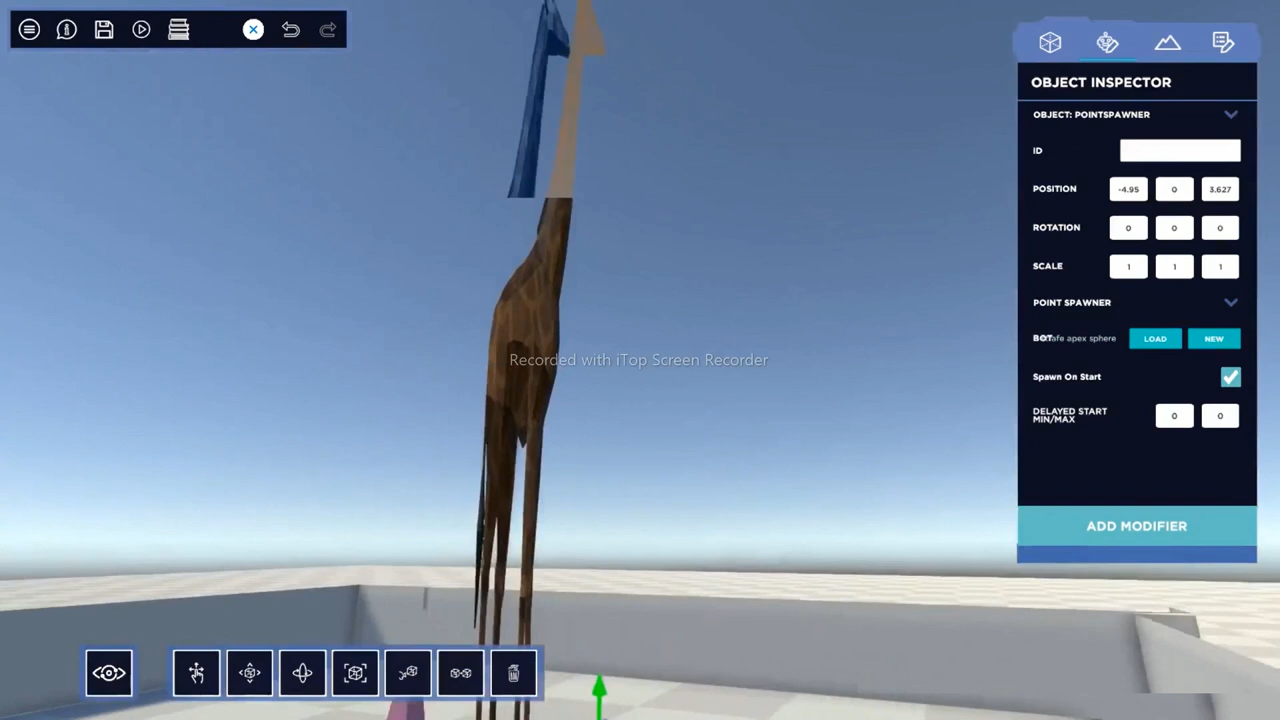 OBJECT INSPECTOR
OBJECT: POINTSPAWNER
ID
POSITION -4.95 0 3.627
ROTATION 0 0 0
SCALE 1 1 1
POINT SPAWNER
BOT apex sphere LOAD NEW
Spawn On Start
DELAYED START
MIN/MAX 0 0
ADD MODIFIER
Recorded with iTop Screen Recorder